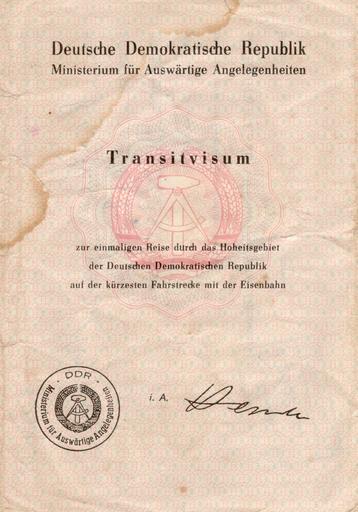 Deutsche Demokratische Republik
Ministerium für Auswärtige Angelegenheiten
Transitvisum
zur einmaligen Reise durch das Hoheitsgebiet
der Deutschen Demokratischen Republik
auf der kürzesten Fahrstrecke mit der Eisenbahn
· DDR ·
Ministerium für Auswärtige Angelegenheiten
i. A.